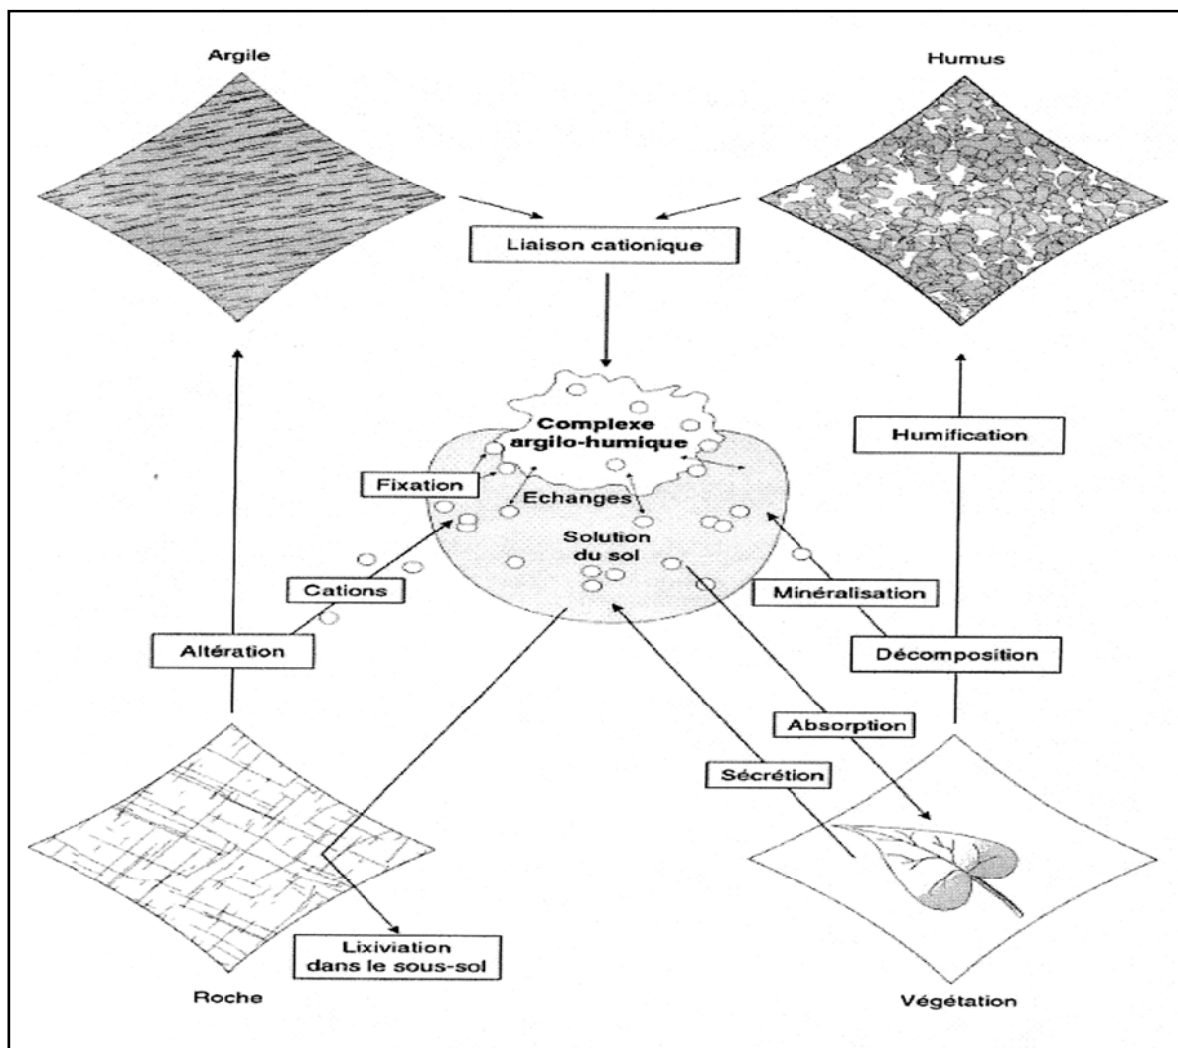 Argile
Humus
Liaison cationique
Complexe
argilo-humique
Humification
Fixation
Echanges
Solution
du sol
Cations
Minéralisation
Altération
Décomposition
Absorption
Sécrétion
Lixiviation
dans le sous-sol
Roche
Végétation